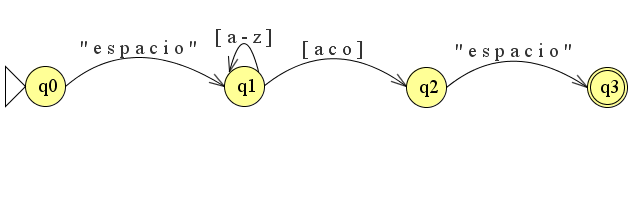 "espacio"
[a-z]
[aco]
"espacio"
q0
q1
q2
q3